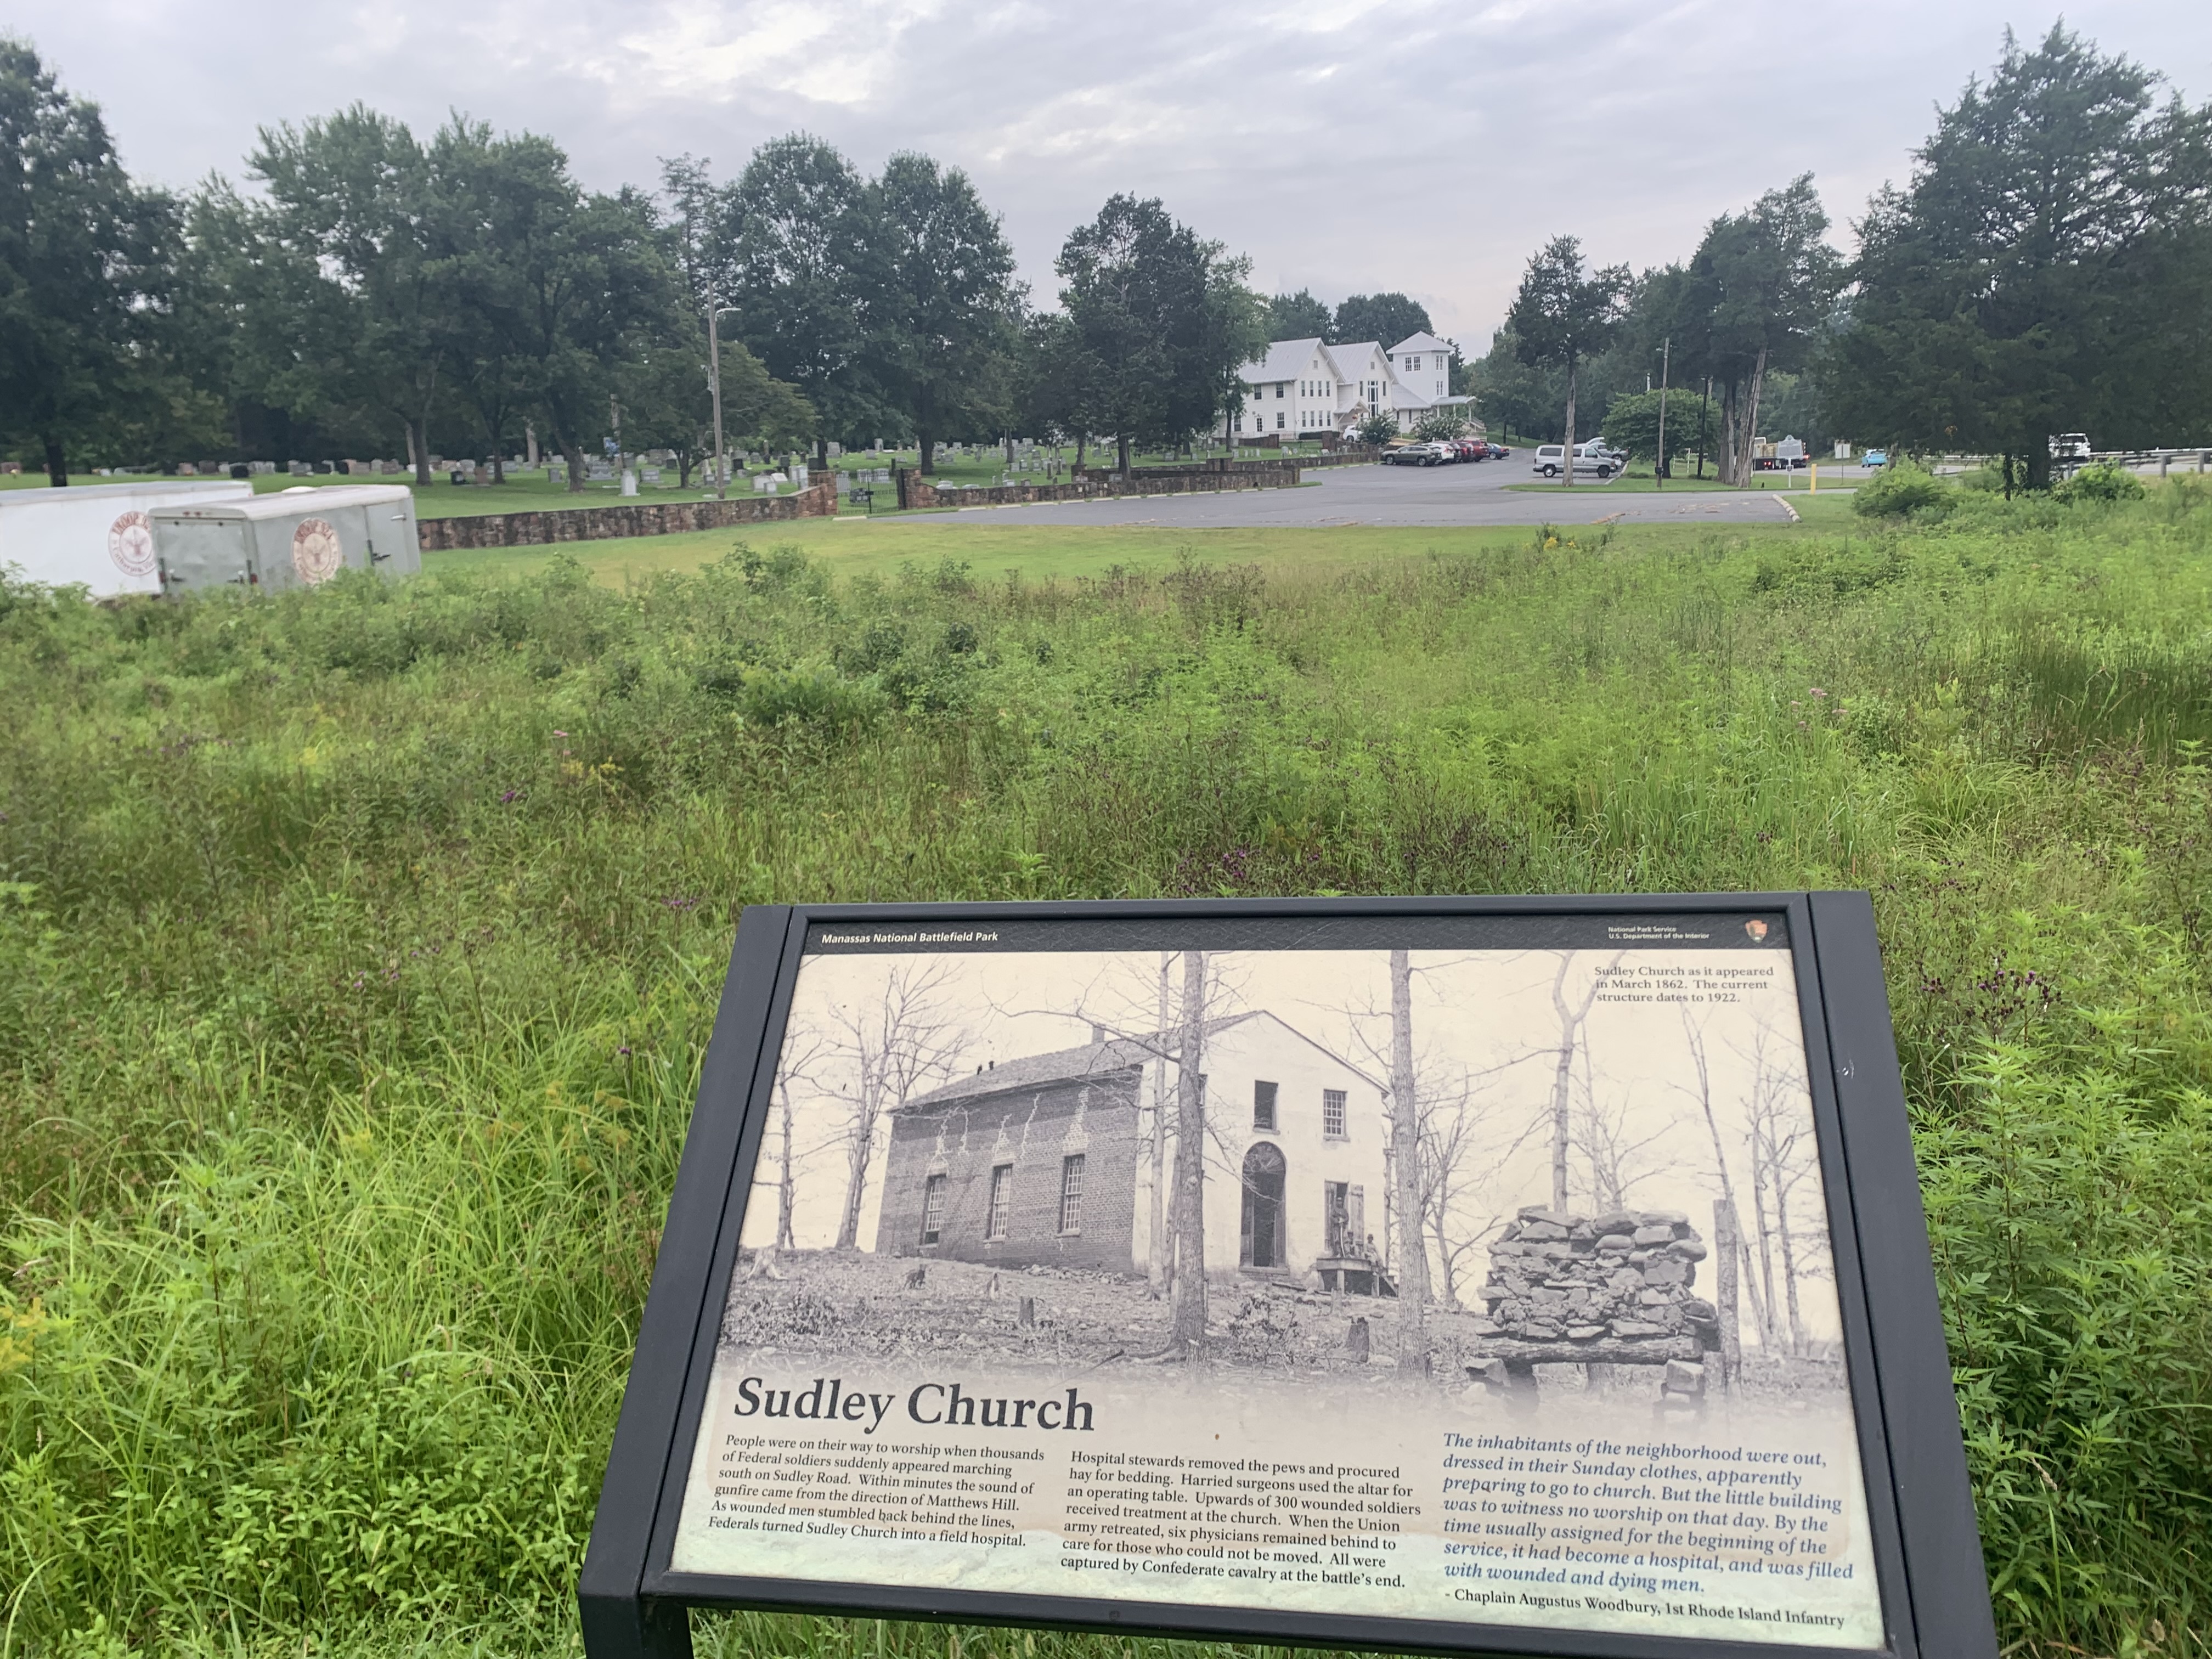 Manassas National Battlefield Park
National Park Service
U.S. Department of the Interior
Sudley Church as it appeared
in March 1862. The current
structure dates to 1922.
Sudley Church
People were on their way to worship when thousands
of Federal soldiers suddenly appeared marching
south on Sudley Road. Within minutes the sound of
gunfire came from the direction of Matthews Hill.
As wounded men stumbled back behind the lines,
Federals turned Sudley Church into a field hospital.
Hospital stewards removed the pews and procured
hay for bedding. Harried surgeons used the altar for
an operating table. Upwards of 300 wounded soldiers
received treatment at the church. When the Union
army retreated, six physicians remained behind to
care for those who could not be moved. All were
captured by Confederate cavalry at the battle's end.
The inhabitants of the neighborhood were out,
dressed in their Sunday clothes, apparently
preparing to go to church. But the little building
was to witness no worship on that day. By the
time usually assigned for the beginning of the
service, it had become a hospital, and was filled
with wounded and dying men.
- Chaplain Augustus Woodbury, 1st Rhode Island Infantry